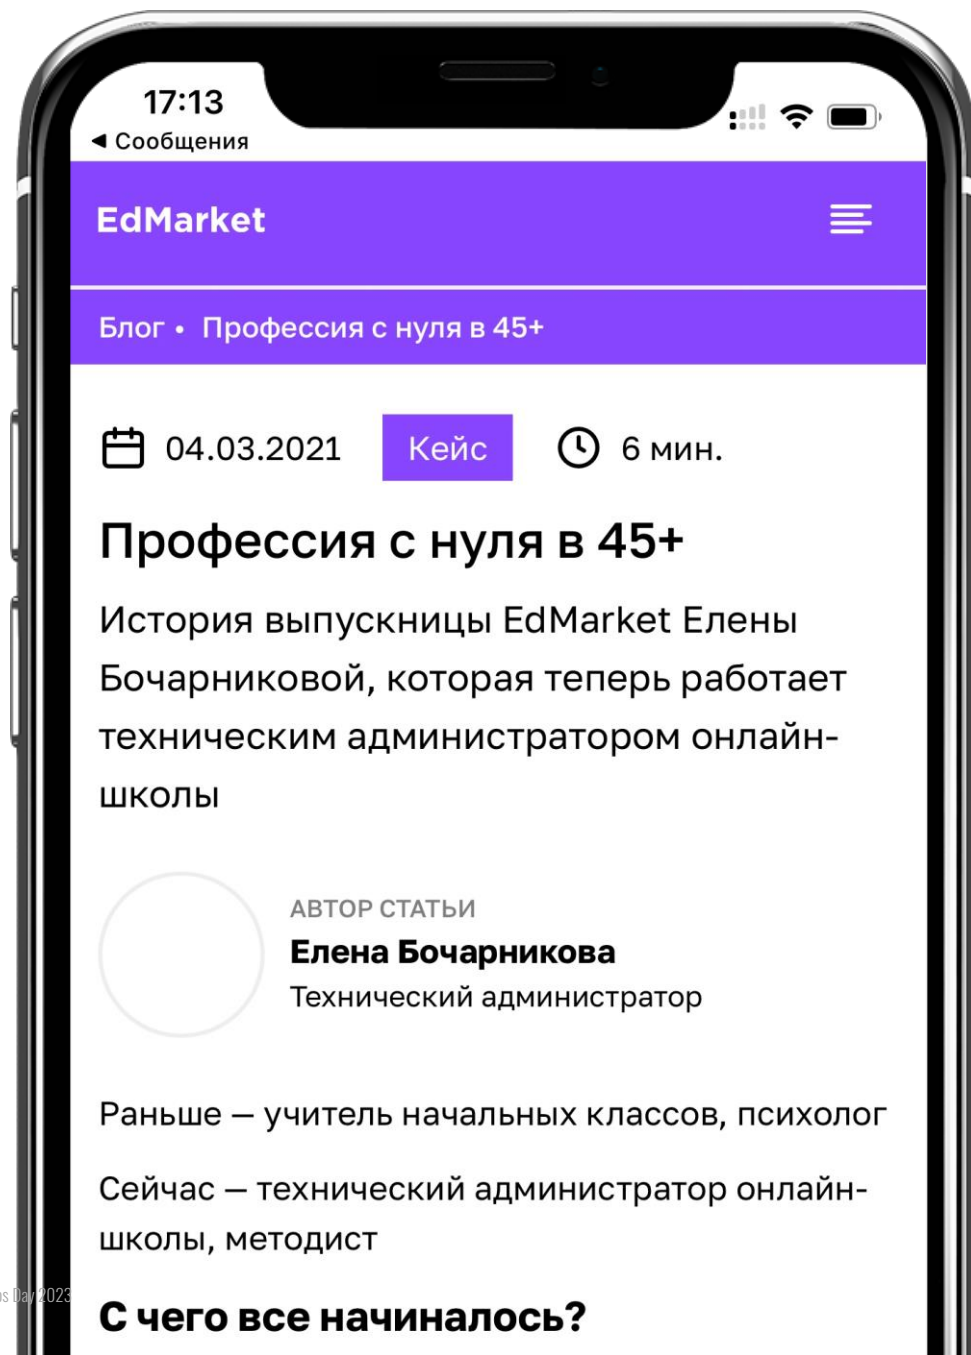 17:13
◀ Сообщения
EdMarket
Блог • Профессия с нуля в 45+
04.03.2021 Кейс 6 мин.
Профессия с нуля в 45+
История выпускницы EdMarket Елены
Бочарниковой, которая теперь работает
техническим администратором онлайн-
школы
АВТОР СТАТЬИ
Елена Бочарникова
Технический администратор
Раньше — учитель начальных классов, психолог
Сейчас — технический администратор онлайн-
школы, методист
Day 2023
С чего все начиналось?